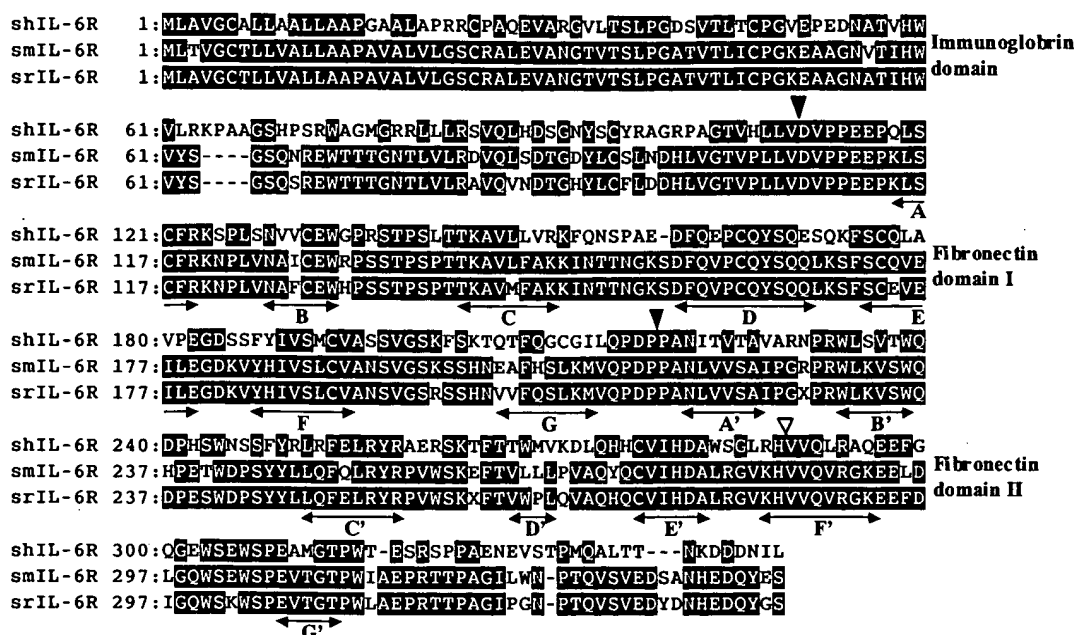 shIL-6R 1:MLAVGCALLAALLAAPGAALAPRRCPAQEVARGVLTSLPGDSVTLTCPGVEPEDNATVHW
smIL-6R 1:MLTVGCTLLVALLAAPAVALVLGSCRALEVANGTVTSLPGATVTLICPGKEAAGNVTIHW
srIL-6R 1:MLAVGCTLLVALLAAPAVALVLGSCRALEVANGTVTSLPGATVTLICPGKEAAGNATIHW
Immunoglobrin
domain
shIL-6R 61:VLRKPAAGSHPSRWAGMGRRLLLRSVQLHDSGNYSCYRAGRPAGTVHLLVDVPPEEPQLS
smIL-6R 61:VYS----GSQNREWTTTGNTLVLRDVQLSDTGDYLCSLNDHLVGTVPLLVDVPPEEPKLS
srIL-6R 61:VYS----GSQSREWTTTGNTLVLRAVQVNDTGHYLCFLDDHLVGTVPLLVDVPPEEPKLS
A
shIL-6R 121:CFRKSPLSNVVCEWGPRSTPSLTTKAVLLVRKFQNSPAE-DFQEPCQYSQESQKFSCQLA
smIL-6R 117:CFRKNPLVNAICEWRPSSTPSPTTKAVLFAKKINTTNGKSDFQVPCQYSQQLKSFSCQVE
srIL-6R 117:CFRKNPLVNAFCEWHPSSTPSPTTKAVMFAKKINTTNGKSDFQVPCQYSQQLKSFSCEVE
Fibronectin
domain I
B C D E
shIL-6R 180:VPEGDSSFYIVSMCVASSVGSKFSKTQTFQGCGILQPDPPANITVTAVARNPRWLSVTWQ
smIL-6R 177:ILEGDKVYHIVSLCVANSVGSKSSHNEAFHSLKMVQPDPPANLVVSAIPGRPRWLKVSWQ
srIL-6R 177:ILEGDKVYHIVSLCVANSVGSRSSHNVVFQSLKMVQPDPPANLVVSAIPGXPRWLKVSWQ
F G A' B'
shIL-6R 240:DPHSWNSSFYRLRFELRYRAERSKTFTTWMVKDLQHHCVIHDAWSGLRHVVQLRAQEEFG
smIL-6R 237:HPETWDPSYYLLQFQLRYRPVWSKEFTVLLLPVAQYQCVIHDALRGVKHVVQVRGKEELD
srIL-6R 237:DPESWDPSYYLLQFELRYRPVWSKXFTVWPLQVAQHQCVIHDALRGVKHVVQVRGKEEFD
Fibronectin
domain II
C' D' E' F'
shIL-6R 300:QGEWSEWSPEAMGTPWT-ESRSPPAENEVSTPMQALTT---NKDDDNIL
smIL-6R 297:LGQWSEWSPEVTGTPWIAEPRTTPAGILWN-PTQVSVEDSANHEDQYES
srIL-6R 297:IGQWSKWSPEVTGTPWLAEPRTTPAGIPGN-PTQVSVEDYDNHEDQYGS
G'